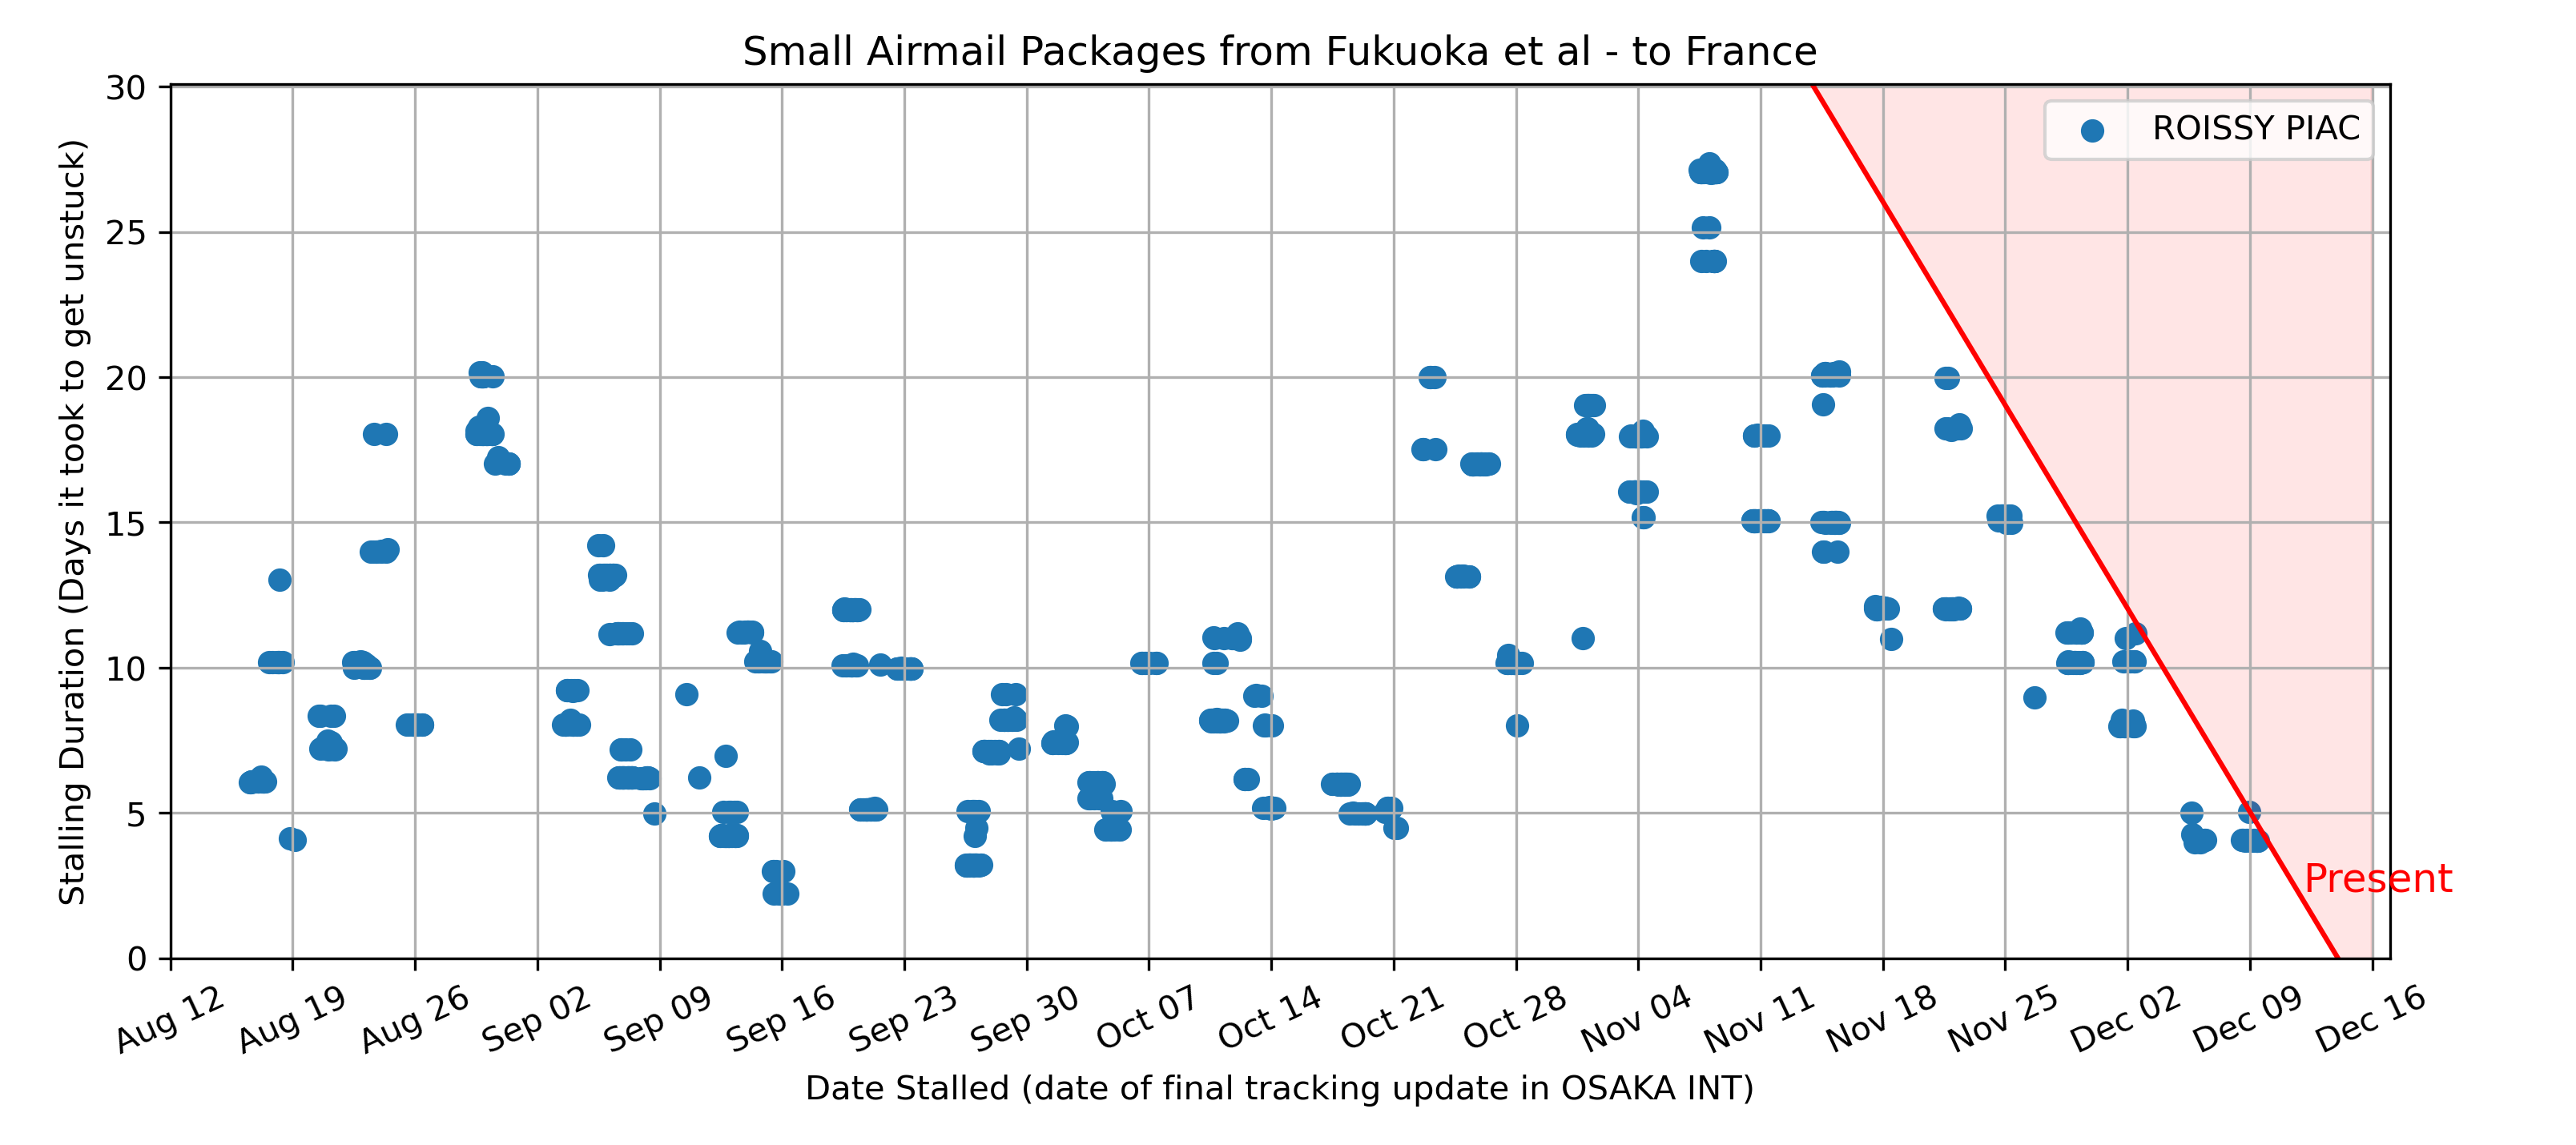 Small Airmail Packages from Fukuoka et al - to France
Stalling Duration (Days it took to get unstuck)
30
25
20
15
10
5
0
ROISSY PIAC
Present
Aug 12
Aug 19
Aug 26
Sep 02
Sep 09
Sep 16
Sep 23
Sep 30
Oct 07
Oct 14
Oct 21
Oct 28
Nov 04
Nov 11
Nov 18
Nov 25
Dec 02
Dec 09
Dec 16
Date Stalled (date of final tracking update in OSAKA INT)